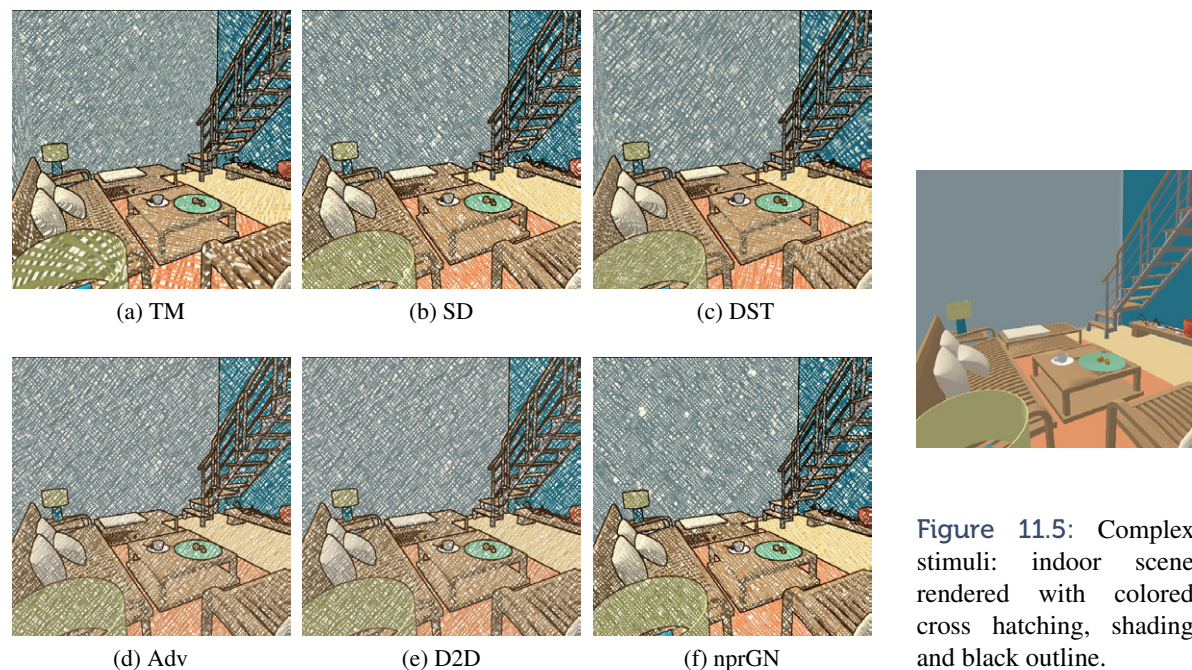 (a) TM
(b) SD
(c) DST
(d) Adv
(e) D2D
(f) nprGN
Figure 11.5: Complex
stimuli: indoor scene
rendered with colored
cross hatching, shading
and black outline.